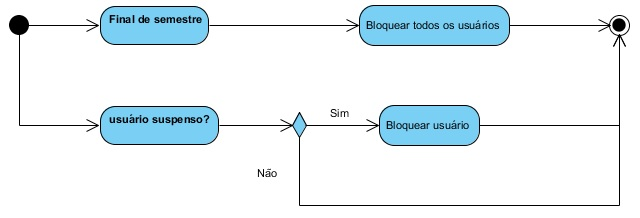 Final de semestre
Bloquear todos os usuários
usuário suspenso?
Sim
Bloquear usuário
Não